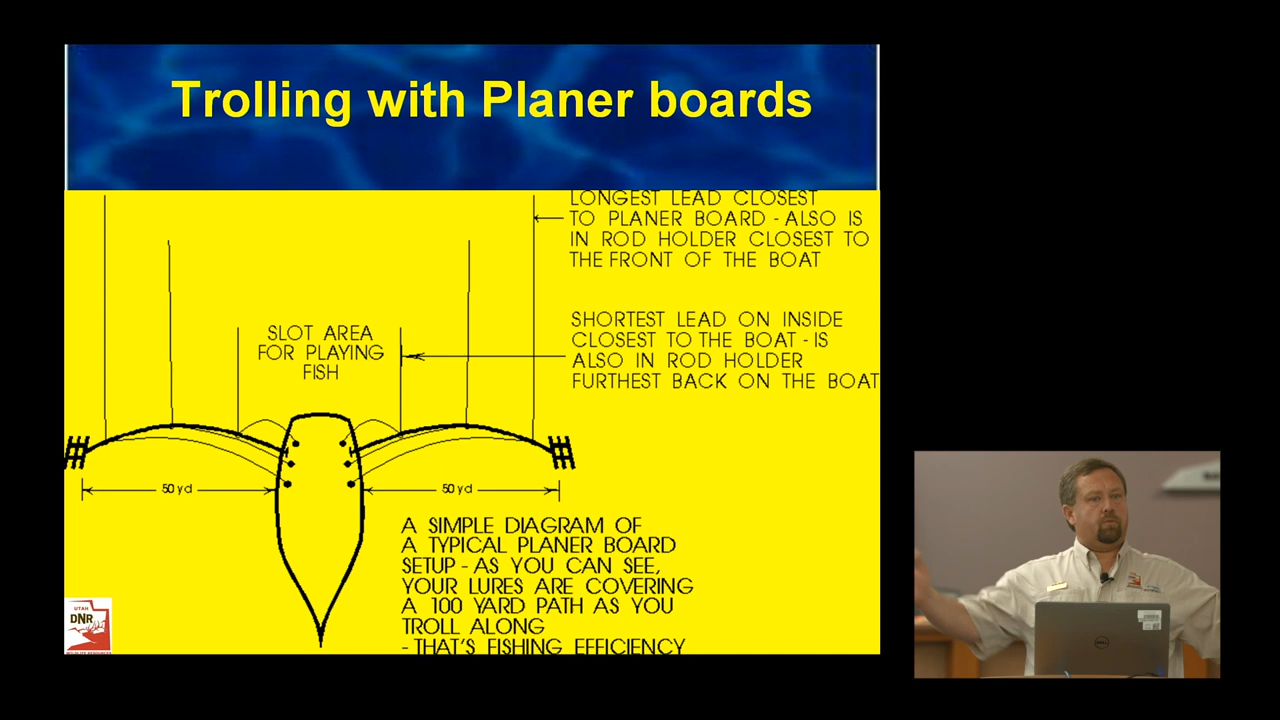 Trolling with Planer boards
LONGEST LEAD CLOSEST
TO PLANER BOARD - ALSO IS
IN ROD HOLDER CLOSEST TO
THE FRONT OF THE BOAT
SHORTEST LEAD ON INSIDE
CLOSEST TO THE BOAT - IS
ALSO IN ROD HOLDER
FURTHEST BACK ON THE BOAT
SLOT AREA
FOR PLAYING
FISH
50 yd
50 yd
A SIMPLE DIAGRAM OF
A TYPICAL PLANER BOARD
SETUP - AS YOU CAN SEE,
YOUR LURES ARE COVERING
A 100 YARD PATH AS YOU
TROLL ALONG
- THAT'S FISHING EFFICIENCY
UTAH
DNR
WILDLIFE RESOURCES
DELL